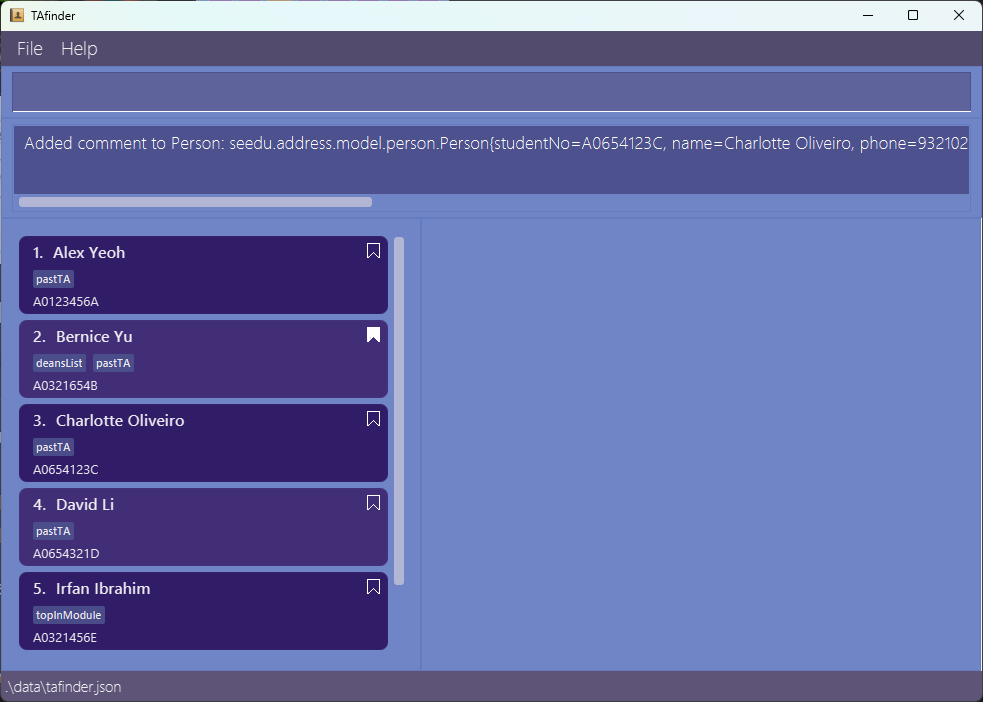 TAfinder
File Help
Added comment to Person: seedu.address.model.person.Person{studentNo=A0654123C, name=Charlotte Oliveiro, phone=932102
1. Alex Yeoh
pastTA
A0123456A
2. Bernice Yu
deansList pastTA
A0321654B
3. Charlotte Oliveiro
pastTA
A0654123C
4. David Li
pastTA
A0654321D
5. Irfan Ibrahim
topInModule
A0321456E
.\data\tafinder.json